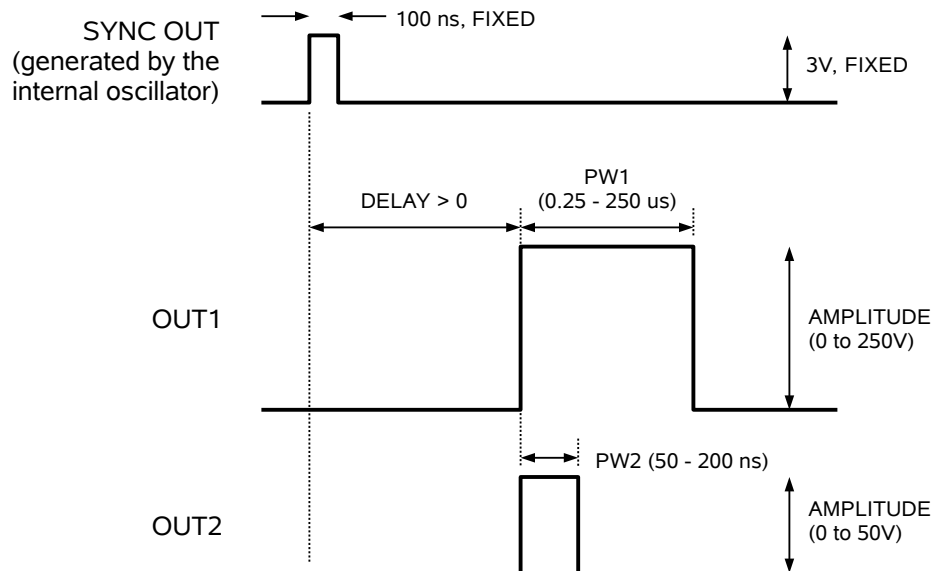 100 ns, FIXED
SYNC OUT
(generated by the
internal oscillator)
3V, FIXED
PW1
(0.25 - 250 us)
DELAY > 0
OUT1
AMPLITUDE
(0 to 250V)
PW2 (50 - 200 ns)
OUT2
AMPLITUDE
(0 to 50V)